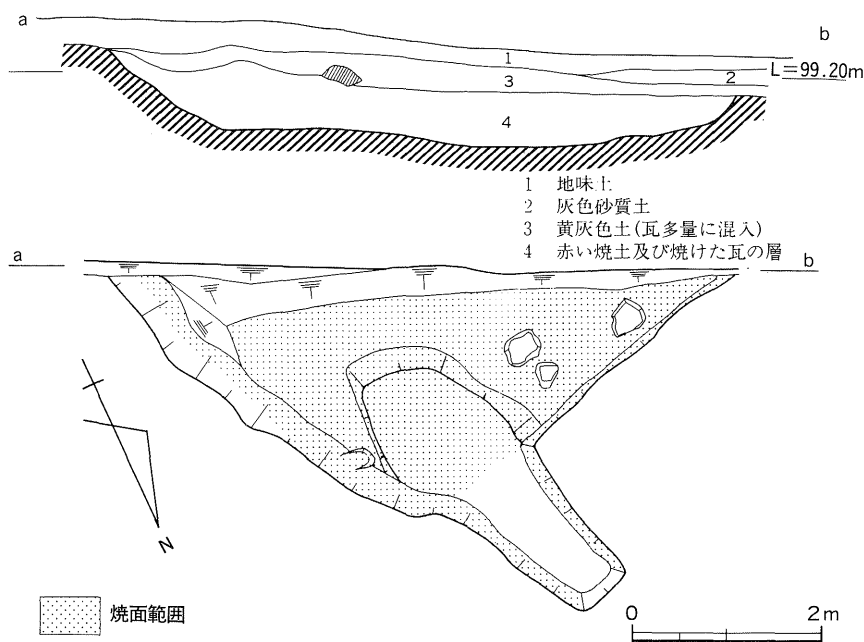 a
b
1
L=99.20m
2
3
4
1 地味土
2 灰色砂質土
3 黄灰色土(瓦多量に混入)
4 赤い焼土及び焼けた瓦の層
a
b
N
焼面範囲
0 2m